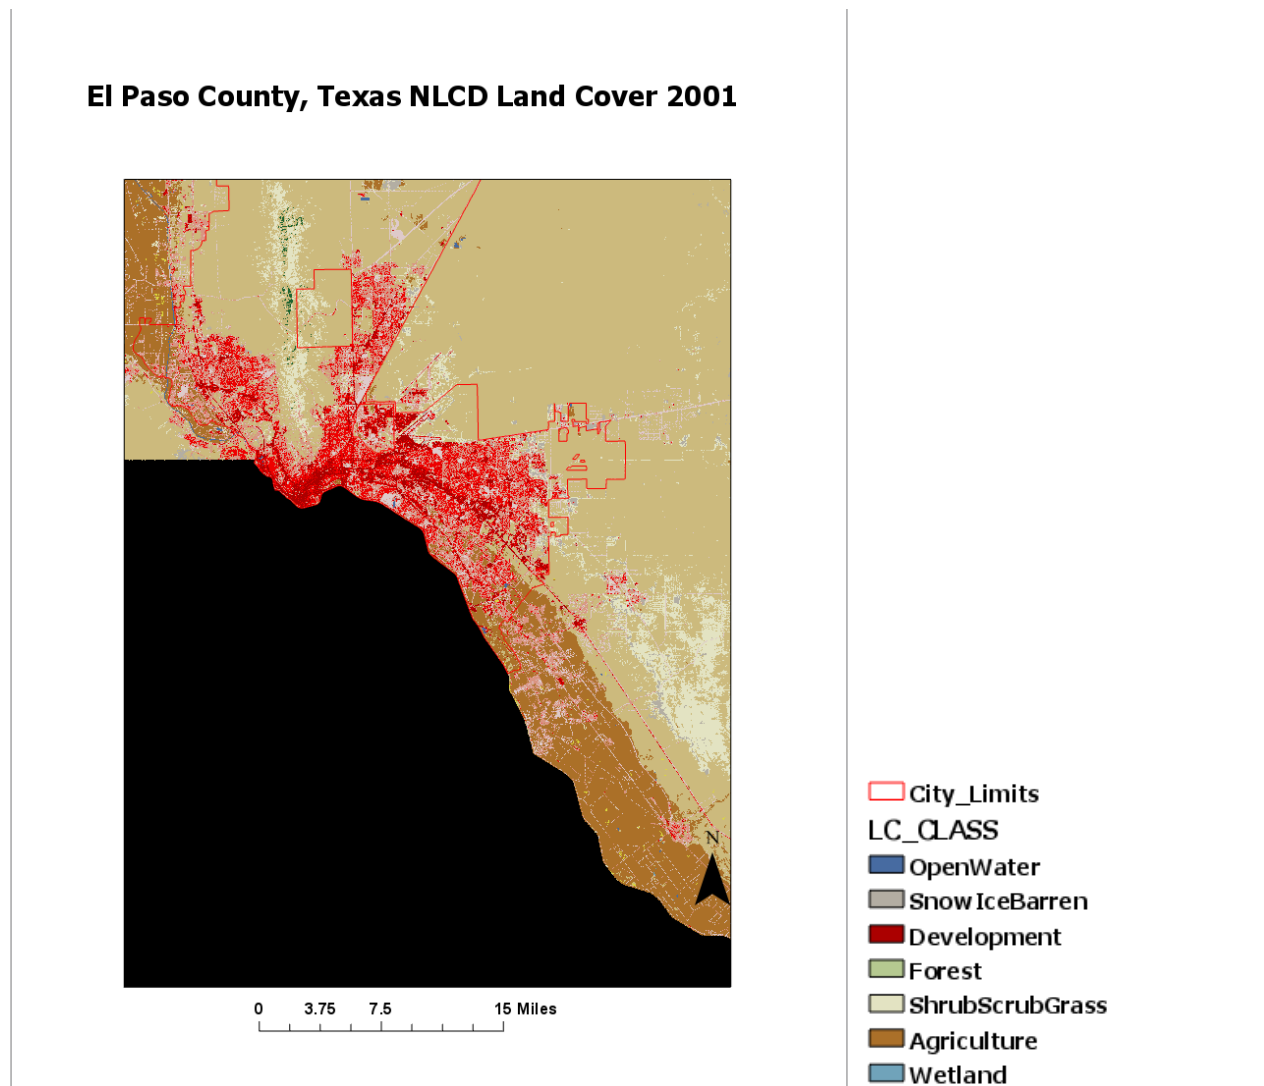 El Paso County, Texas NLCD Land Cover 2001
N
0 3.75 7.5 15 Miles
City_Limits
LC_CLASS
OpenWater
SnowIceBarren
Development
Forest
ShrubScrubGrass
Agriculture
Wetland